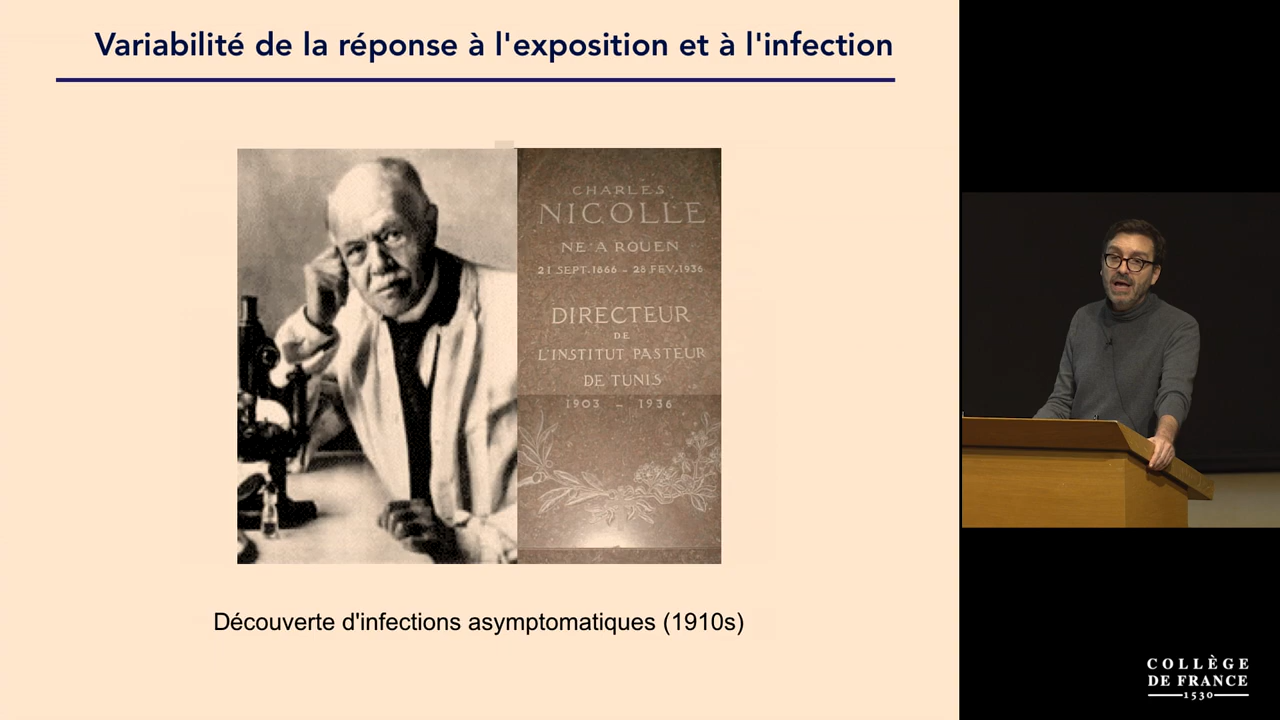 Variabilité de la réponse à l'exposition et à l'infection
CHARLES
NICOLLE
NE A ROUEN
21 SEPT.1866 - 28 FEV.1936
DIRECTEUR
DE
L'INSTITUT PASTEUR
DE TUNIS
1903 - 1936
Découverte d'infections asymptomatiques (1910s)
COLLÈGE
DE FRANCE
1530